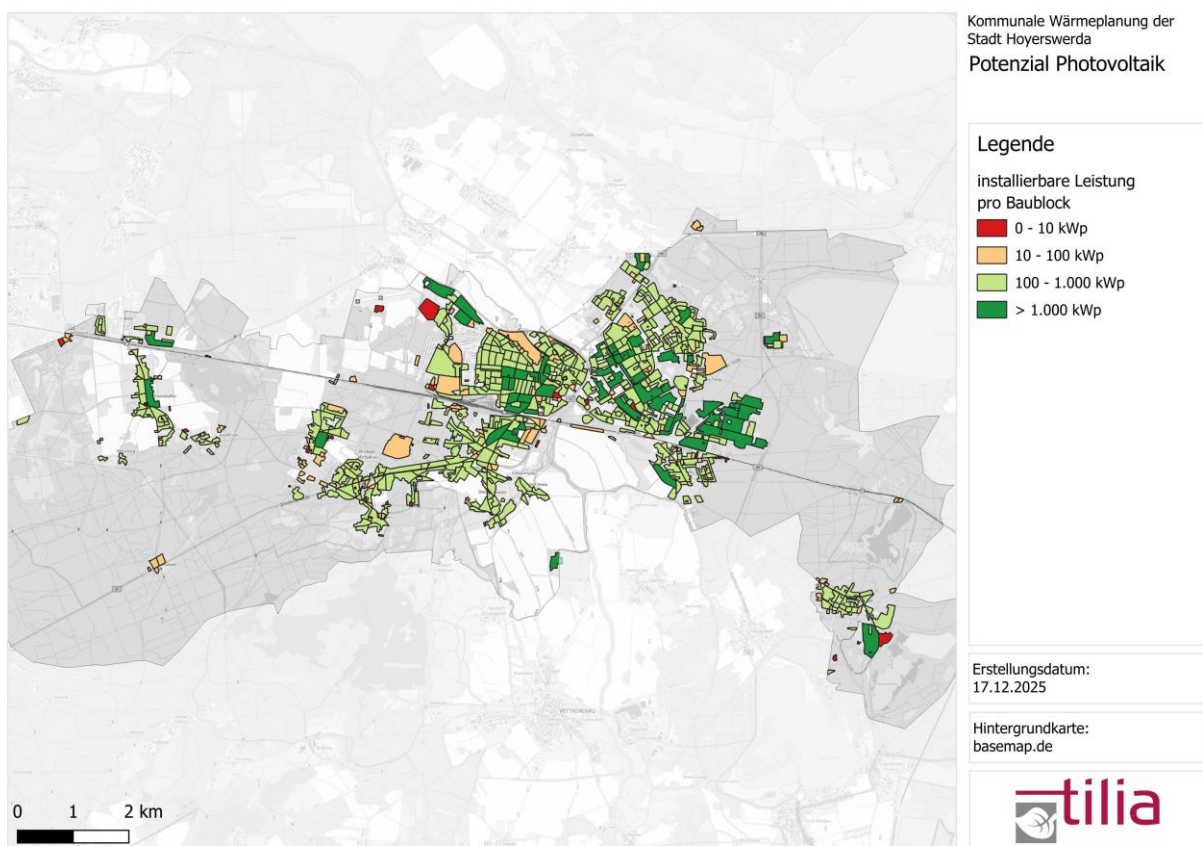 Kommunale Wärmeplanung der
Stadt Hoyerswerda
Potenzial Photovoltaik
Legende
installierbare Leistung
pro Baublock
0 - 10 kWp
10 - 100 kWp
100 - 1.000 kWp
> 1.000 kWp
WITTICHENAU
0 1 2 km
Erstellungsdatum:
17.12.2025
Hintergrundkarte:
basemap.de
tilia